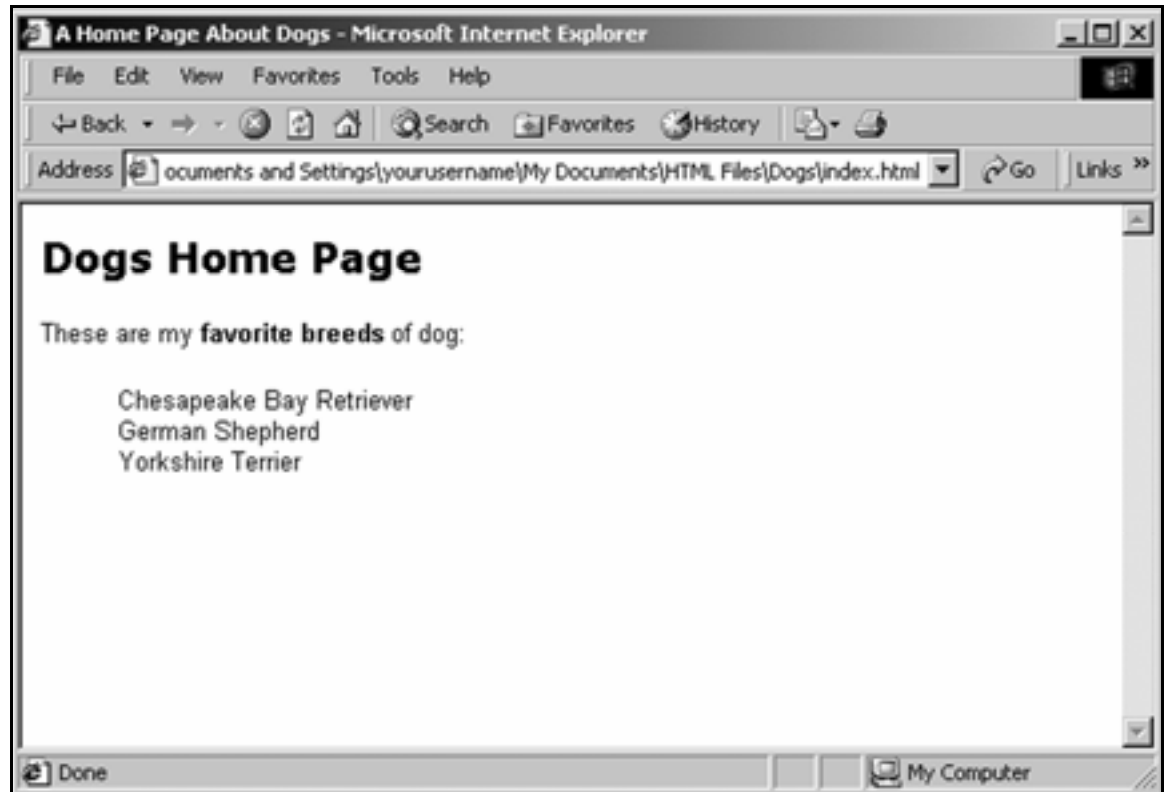 A Home Page About Dogs - Microsoft Internet Explorer
File Edit View Favorites Tools Help
Back Search Favorites History
Address ocuments and Settings\yourusername\My Documents\HTML Files\Dogs\index.html Go Links »
Dogs Home Page
These are my favorite breeds of dog:
Chesapeake Bay Retriever
German Shepherd
Yorkshire Terrier
Done My Computer